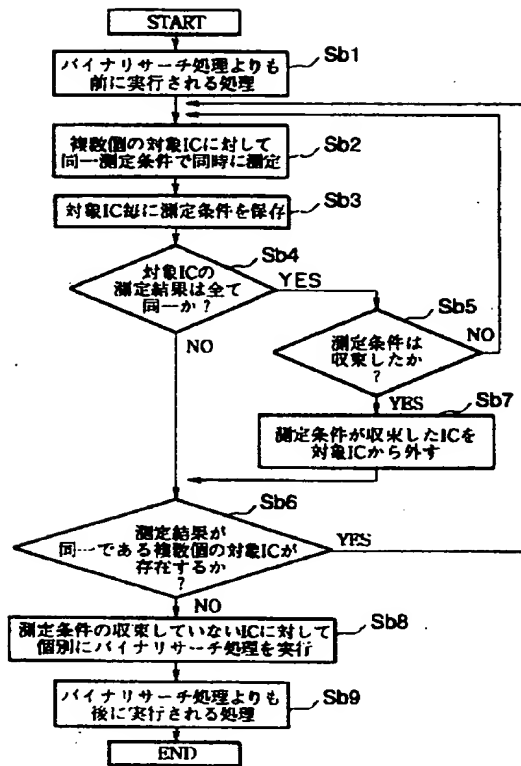 START
バイナリサーチ処理よりも
前に実行される処理
Sb1
複数個の対象ICに対して
同一測定条件で同時に測定
Sb2
対象IC毎に測定条件を保存
Sb3
Sb4
対象ICの
測定結果は全て
同一か?
YES
NO
Sb5
測定条件は
収束したか
?
NO
YES
Sb7
測定条件が収束したICを
対象ICから外す
Sb6
測定結果が
同一である複数個の対象ICが
存在するか
?
YES
NO
測定条件の収束していないICに対して
個別にバイナリサーチ処理を実行
Sb8
バイナリサーチ処理よりも
後に実行される処理
Sb9
END